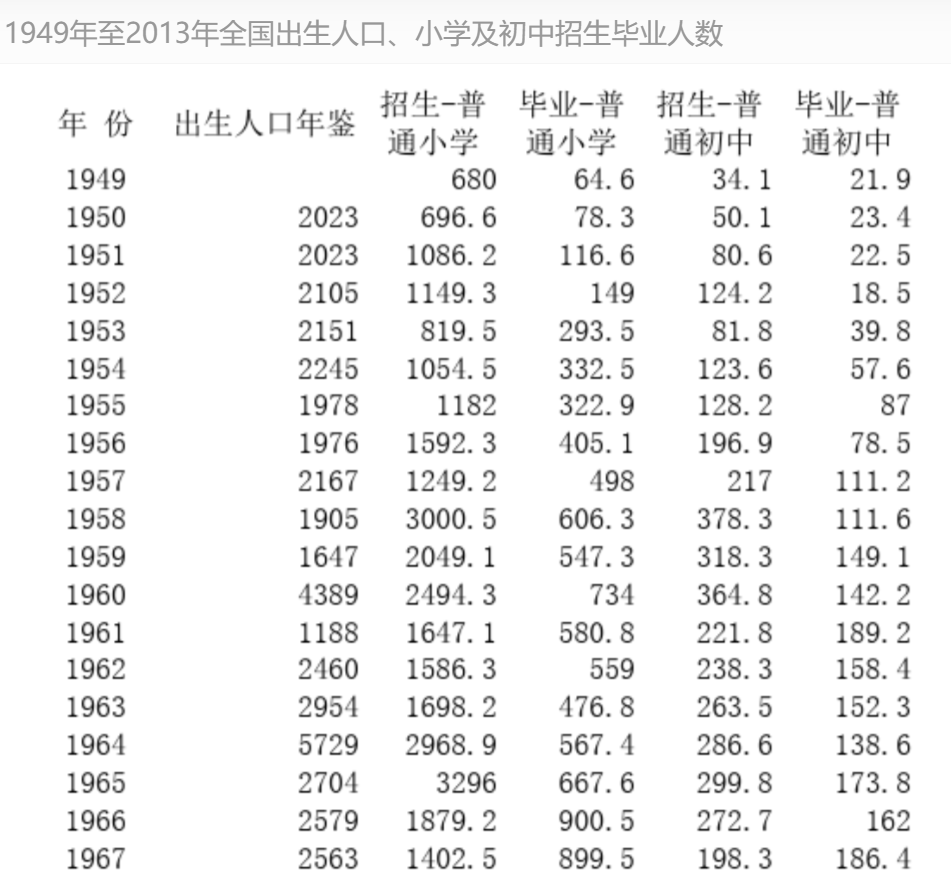 1949年至2013年全国出生人口、小学及初中招生毕业人数
年 份 出生人口年鉴 招生-普通小学 毕业-普通小学 招生-普通初中 毕业-普通初中
1949 680 64.6 34.1 21.9
1950 2023 696.6 78.3 50.1 23.4
1951 2023 1086.2 116.6 80.6 22.5
1952 2105 1149.3 149 124.2 18.5
1953 2151 819.5 293.5 81.8 39.8
1954 2245 1054.5 332.5 123.6 57.6
1955 1978 1182 322.9 128.2 87
1956 1976 1592.3 405.1 196.9 78.5
1957 2167 1249.2 498 217 111.2
1958 1905 3000.5 606.3 378.3 111.6
1959 1647 2049.1 547.3 318.3 149.1
1960 4389 2494.3 734 364.8 142.2
1961 1188 1647.1 580.8 221.8 189.2
1962 2460 1586.3 559 238.3 158.4
1963 2954 1698.2 476.8 263.5 152.3
1964 5729 2968.9 567.4 286.6 138.6
1965 2704 3296 667.6 299.8 173.8
1966 2579 1879.2 900.5 272.7 162
1967 2563 1402.5 899.5 198.3 186.4